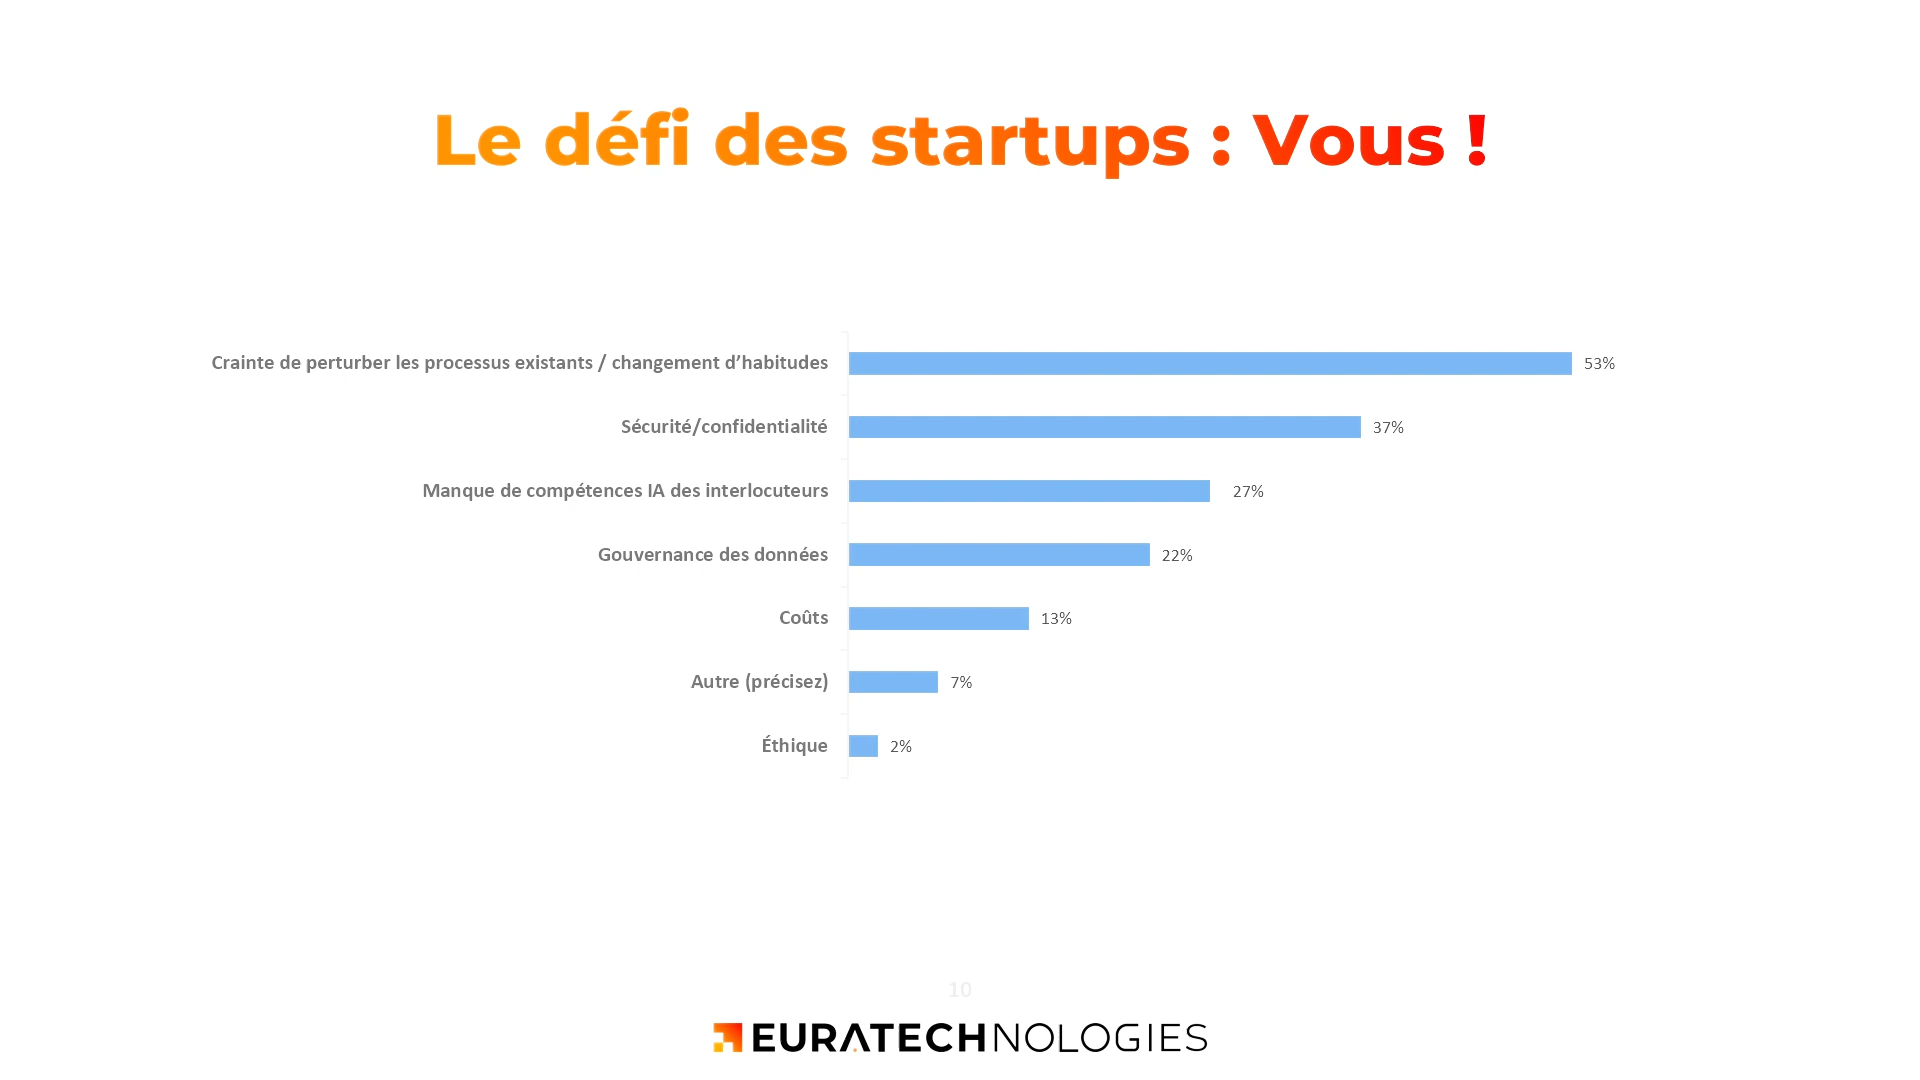 Le défi des startups : Vous !
Crainte de perturber les processus existants / changement d’habitudes
53%
Sécurité/confidentialité
37%
Manque de compétences IA des interlocuteurs
27%
Gouvernance des données
22%
Coûts
13%
Autre (précisez)
7%
Éthique
2%
10
EURATECHNOLOGIES